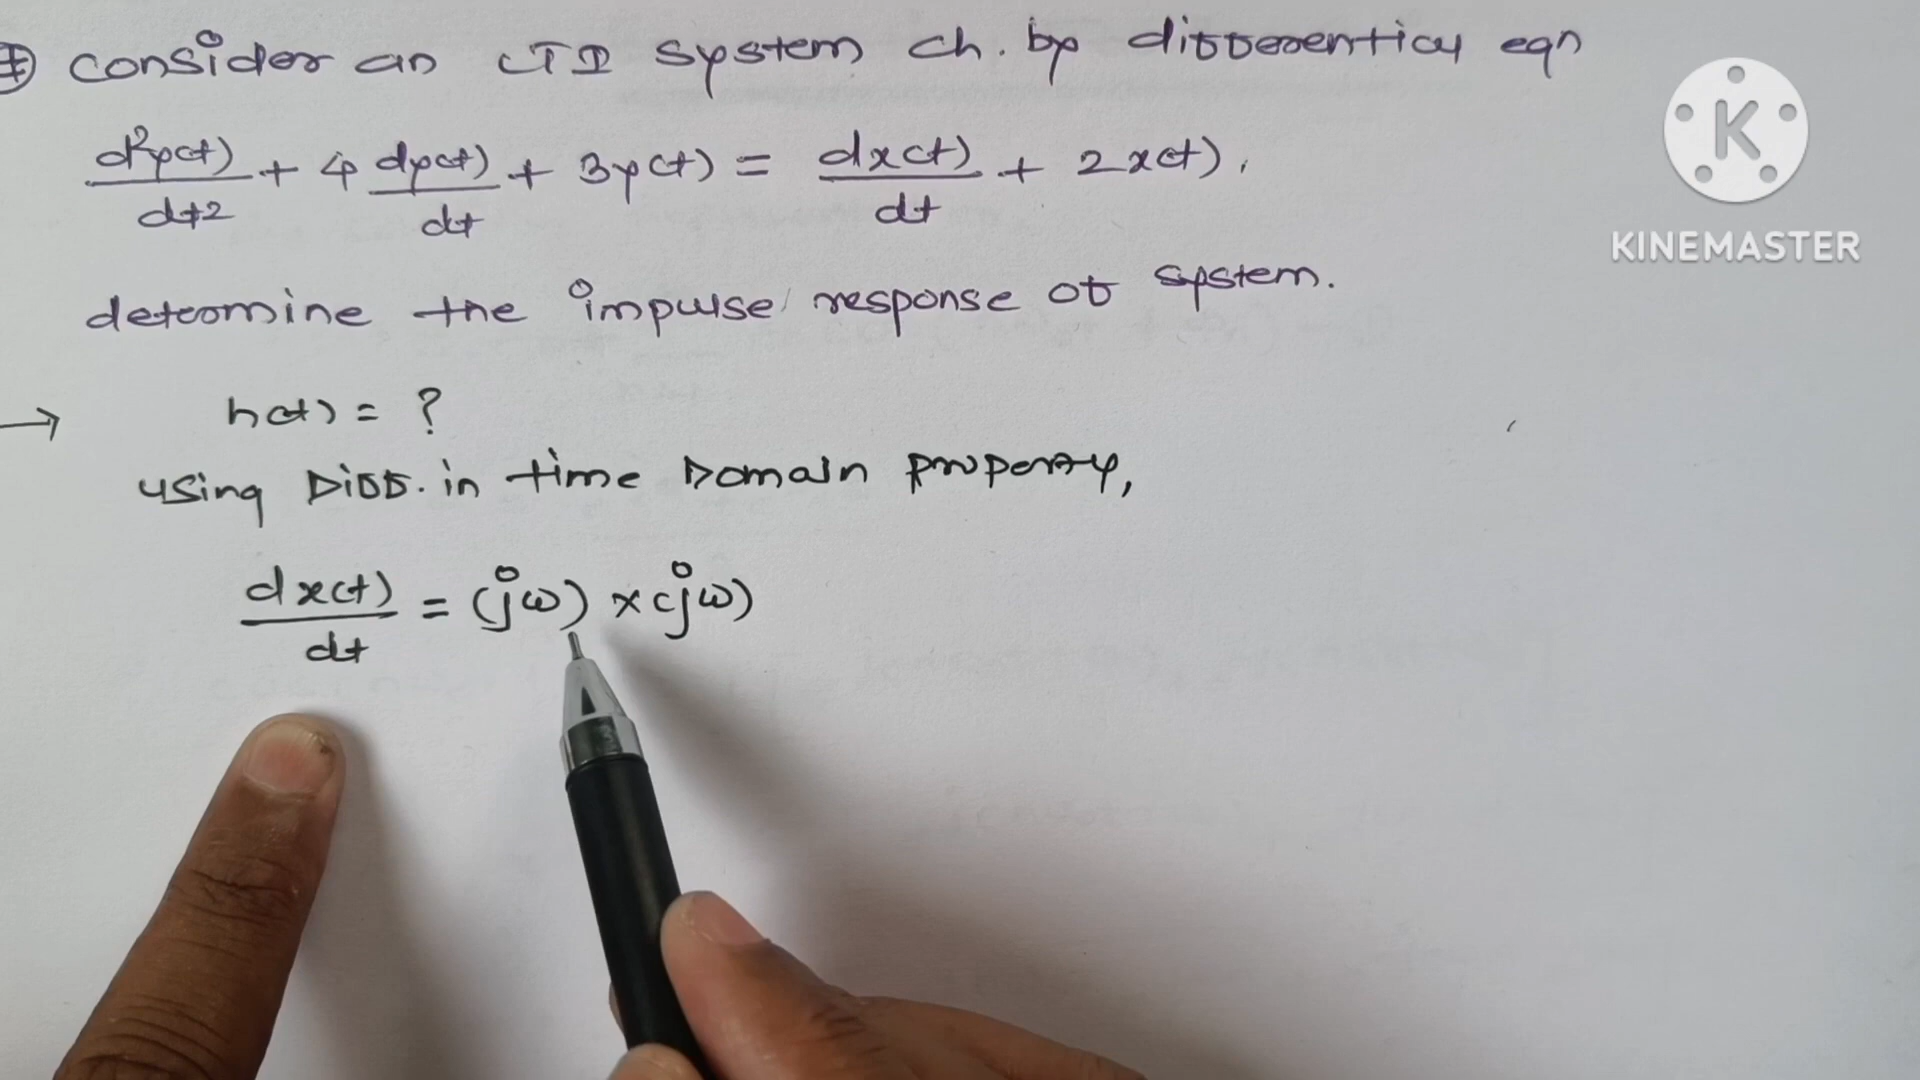 Consider an LTI system ch. by differential eqn
d²y(t)/dt2 + 4 dy(t)/dt + 3y(t) = dx(t)/dt + 2x(t).
determine the impulse response of system.
→ h(t) = ?
using Diff. in time Domain property,
dx(t)/dt = (jω) X(jω)
K
KINEMASTER